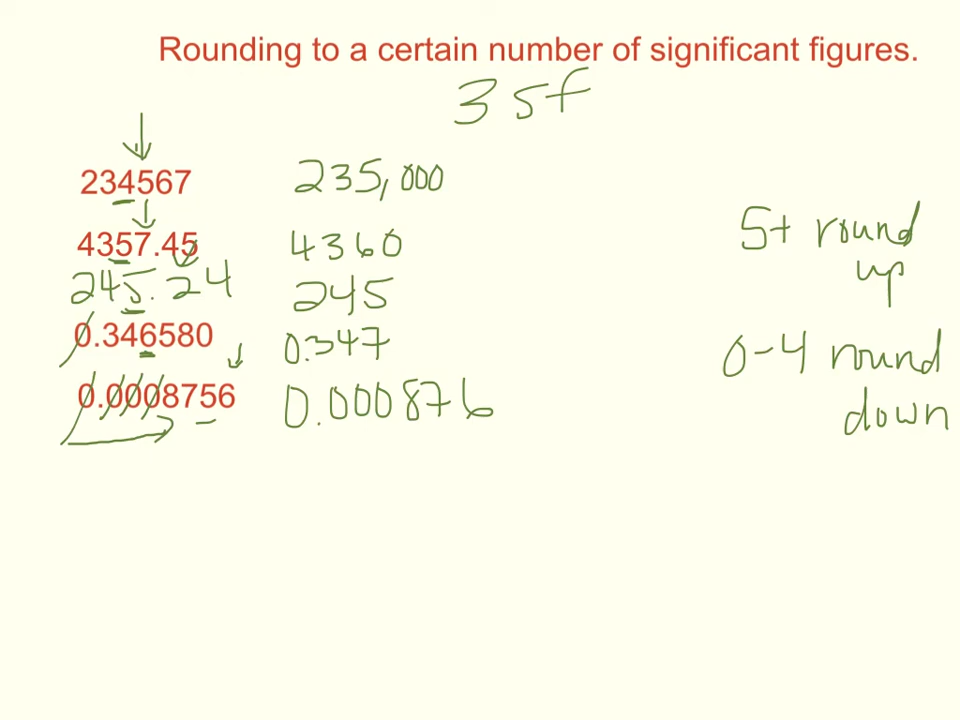 Rounding to a certain number of significant figures.
3 sf
234567 235,000
4357.45 4360
5+ round
up
245.24 245
0.346580 0.347
0-4 round
down
0.0008756 0.000876